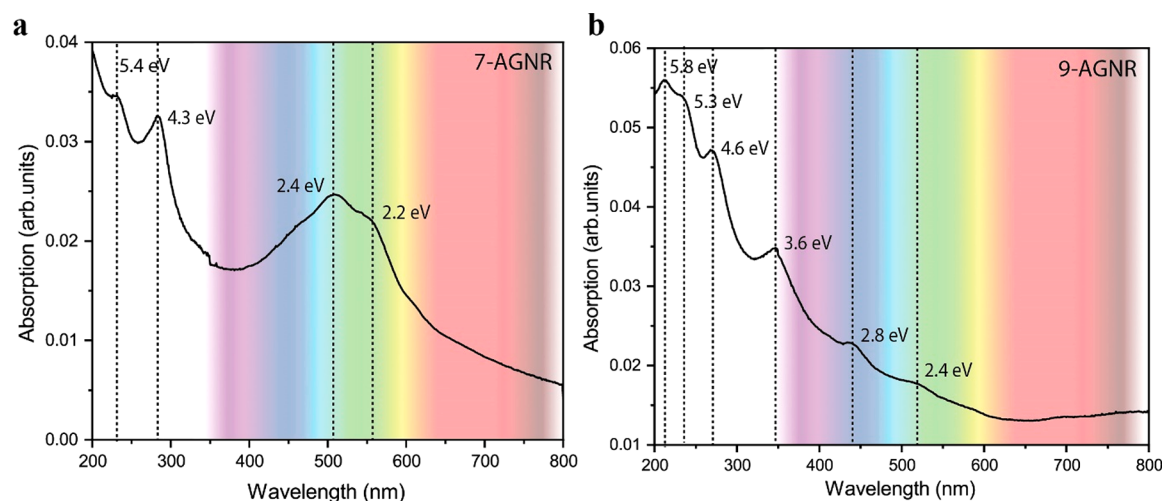 a
7-AGNR
5.4 eV
4.3 eV
2.4 eV
2.2 eV
0.04
0.03
0.02
0.01
0.00
Absorption (arb.units)
200 300 400 500 600 700 800
Wavelength (nm)
b
9-AGNR
5.8 eV
5.3 eV
4.6 eV
3.6 eV
2.8 eV
2.4 eV
0.06
0.05
0.04
0.03
0.02
0.01
Absorption (arb.units)
200 300 400 500 600 700 800
Wavelength (nm)